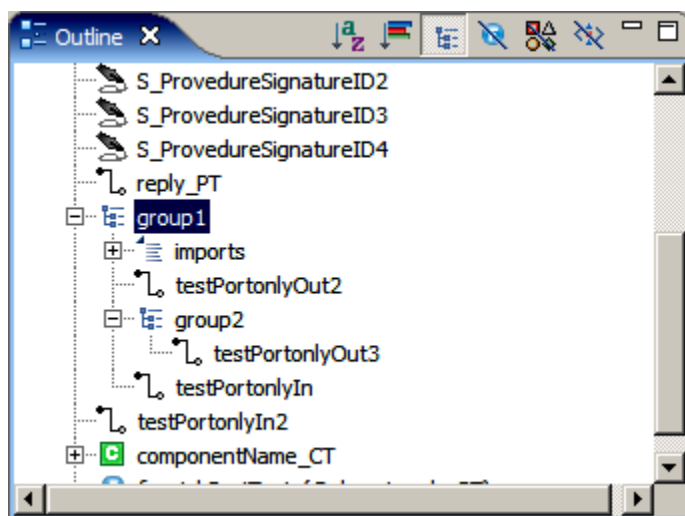 Outline
S_ProvedureSignatureID2
S_ProvedureSignatureID3
S_ProvedureSignatureID4
reply_PT
group1
imports
testPortonlyOut2
group2
testPortonlyOut3
testPortonlyIn
testPortonlyIn2
componentName_CT